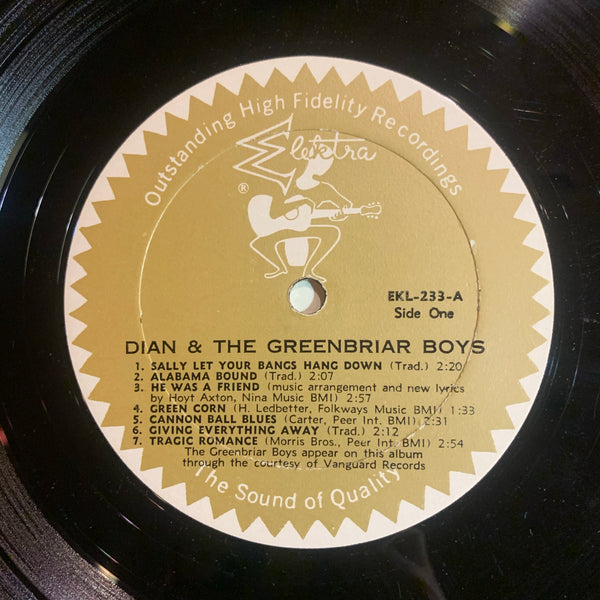 Outstanding High Fidelity Recordings
Elektra
®
EKL-233-A
Side One
DIAN & THE GREENBRIAR BOYS
1. SALLY LET YOUR BANGS HANG DOWN (Trad.) 2:20
2. ALABAMA BOUND (Trad.) 2:07
3. HE WAS A FRIEND (music arrangement and new lyrics
by Hoyt Axton, Nina Music BMI) 2:57
4. GREEN CORN (H. Ledbetter, Folkways Music BMI) 1:33
5. CANNON BALL BLUES (Carter, Peer Int. BMI) 2:31
6. GIVING EVERYTHING AWAY (Trad.) 2:12
7. TRAGIC ROMANCE (Morris Bros., Peer Int. BMI) 2:54
The Greenbriar Boys appear on this album
through the courtesy of Vanguard Records
The Sound of Quality